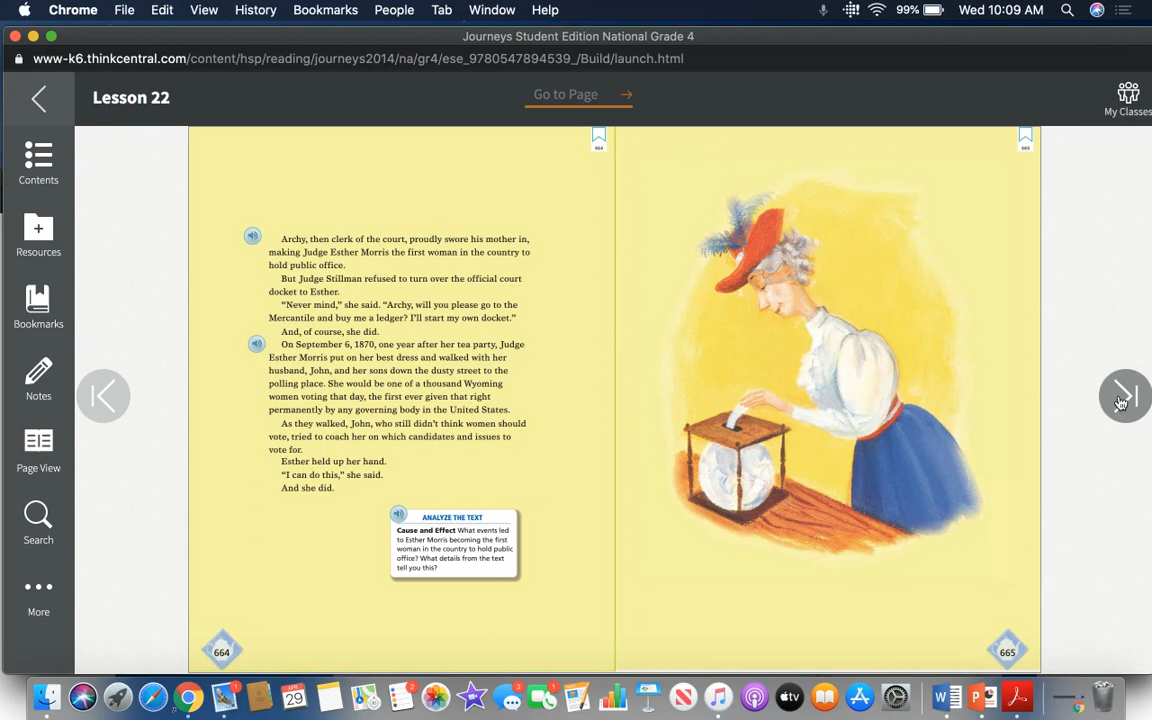 Chrome File Edit View History Bookmarks People Tab Window Help 99% Wed 10:09 AM
Journeys Student Edition National Grade 4
www-k6.thinkcentral.com/content/hsp/reading/journeys2014/na/gr4/ese_9780547894539_/Build/launch.html
Lesson 22
Go to Page
My Classes
Contents
Resources
Bookmarks
Notes
Page View
Search
More
664
Archy, then clerk of the court, proudly swore his mother in,
making Judge Esther Morris the first woman in the country to
hold public office.
But Judge Stillman refused to turn over the official court
docket to Esther.
“Never mind,” she said. “Archy, will you please go to the
Mercantile and buy me a ledger? I’ll start my own docket.”
And, of course, she did.
On September 6, 1870, one year after her tea party, Judge
Esther Morris put on her best dress and walked with her
husband, John, and her sons down the dusty street to the
polling place. She would be one of a thousand Wyoming
women voting that day, the first ever given that right
permanently by any governing body in the United States.
As they walked, John, who still didn’t think women should
vote, tried to coach her on which candidates and issues to
vote for.
Esther held up her hand.
“I can do this,” she said.
And she did.
ANALYZE THE TEXT
Cause and Effect What events led
to Esther Morris becoming the first
woman in the country to hold public
office? What details from the text
tell you this?
664
665
665
APR
29
1
2
3
1
tv
1